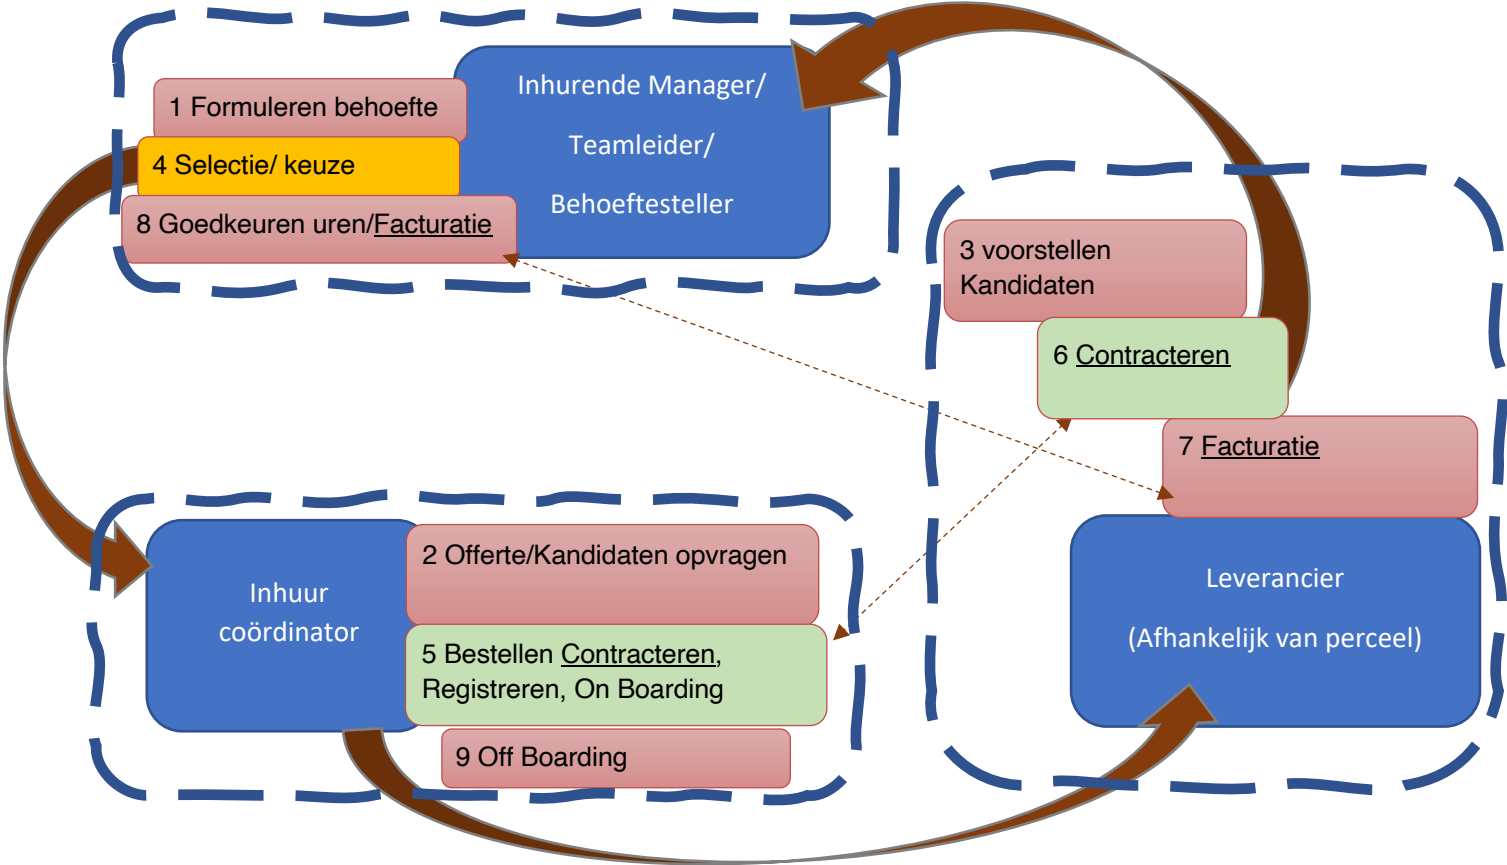 Inhurende Manager/
Teamleider/
Behoeftesteller
1 Formuleren behoefte
4 Selectie/ keuze
8 Goedkeuren uren/Facturatie
3 voorstellen
Kandidaten
6 Contracteren
7 Facturatie
Leverancier
(Afhankelijk van perceel)
Inhuur
coördinator
2 Offerte/Kandidaten opvragen
5 Bestellen Contracteren,
Registreren, On Boarding
9 Off Boarding